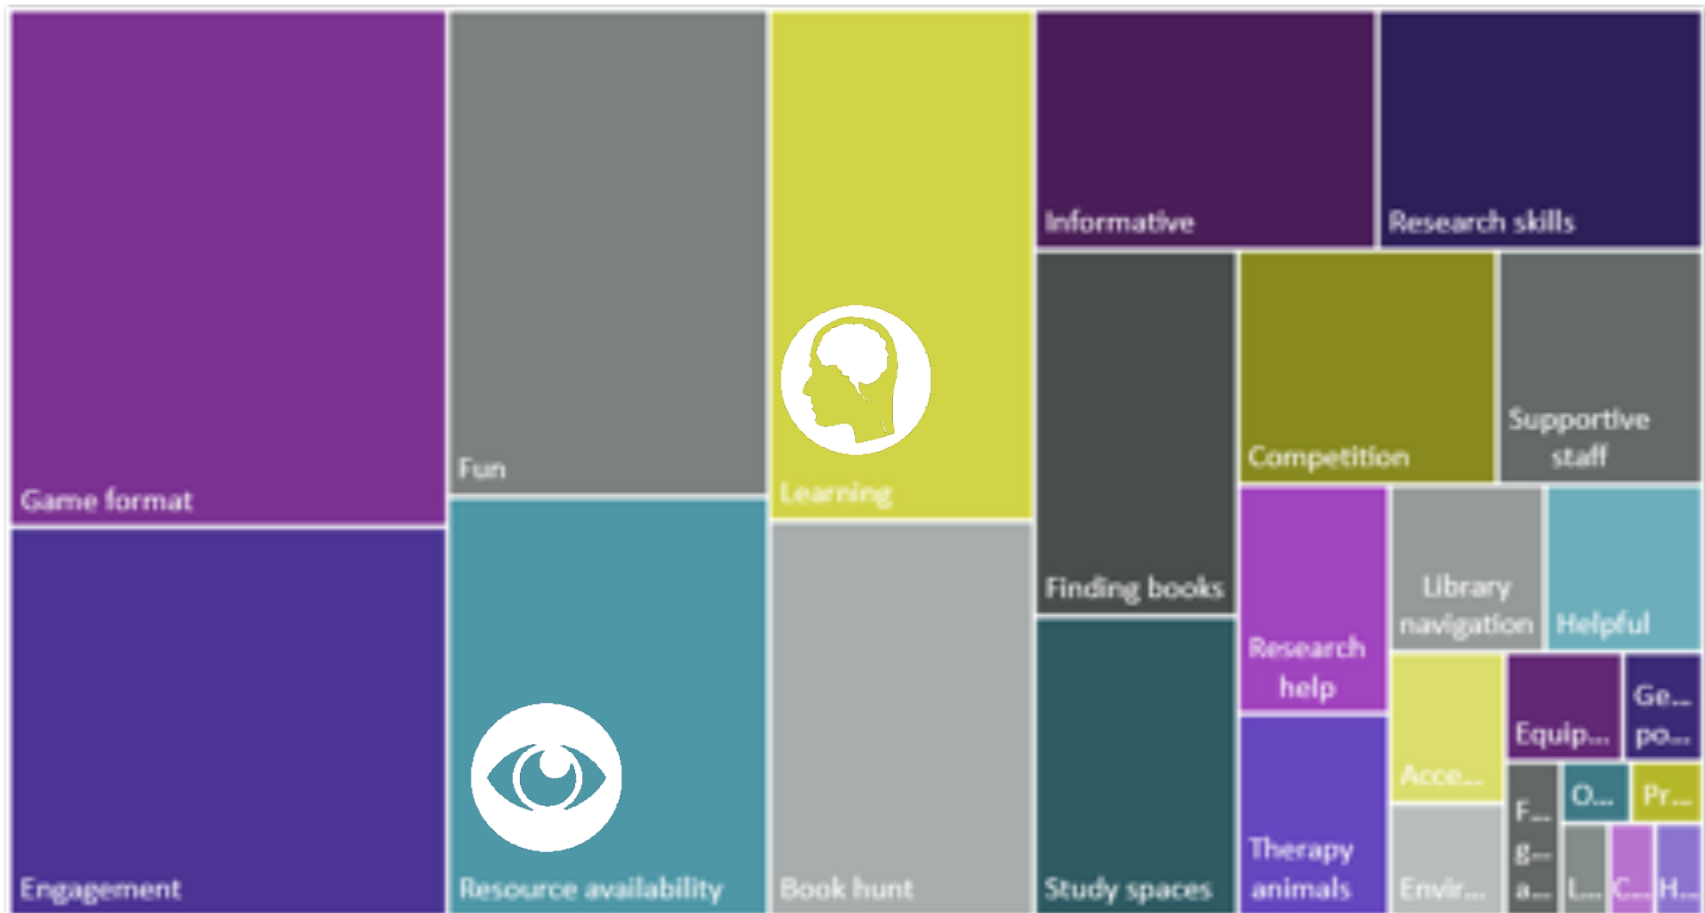 Game format
Engagement
Fun
Resource availability
Learning
Book hunt
Informative
Research skills
Finding books
Study spaces
Competition
Supportive
staff
Research
help
Therapy
animals
Library
navigation
Helpful
Acce...
Envir...
Equip...
Ge...
po...
F...
g...
a...
O...
Pr...
L...
C...
H...